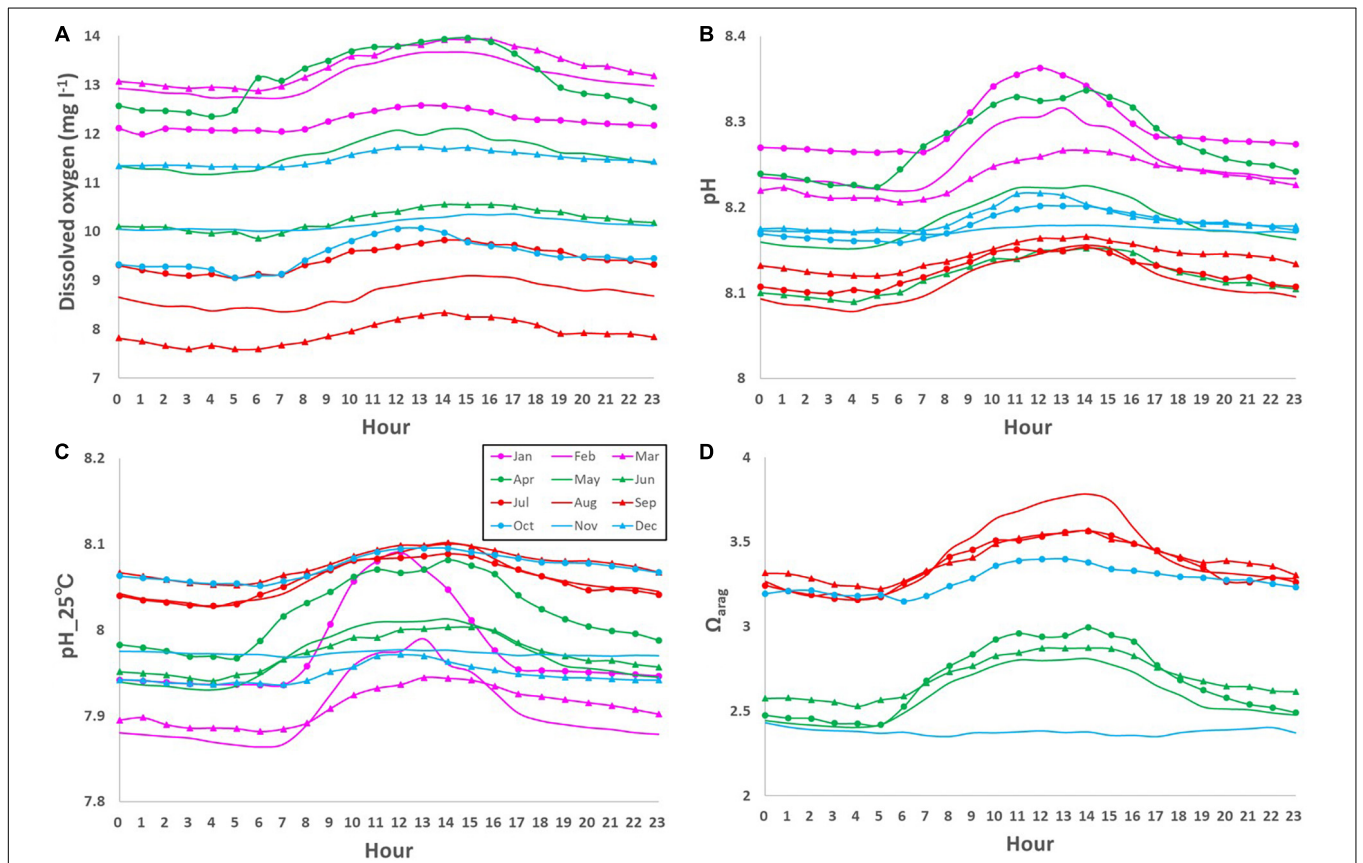 A
Dissolved oxygen (mg l-1)
14
13
12
11
10
9
8
7
0 1 2 3 4 5 6 7 8 9 10 11 12 13 14 15 16 17 18 19 20 21 22 23
Hour
B
pH
8.4
8.3
8.2
8.1
8
0 1 2 3 4 5 6 7 8 9 10 11 12 13 14 15 16 17 18 19 20 21 22 23
Hour
C
pH_25°C
8.2
8.1
8
7.9
7.8
0 1 2 3 4 5 6 7 8 9 10 11 12 13 14 15 16 17 18 19 20 21 22 23
Hour
Jan Feb Mar
Apr May Jun
Jul Aug Sep
Oct Nov Dec
D
Ωarag
4
3.5
3
2.5
2
0 1 2 3 4 5 6 7 8 9 10 11 12 13 14 15 16 17 18 19 20 21 22 23
Hour